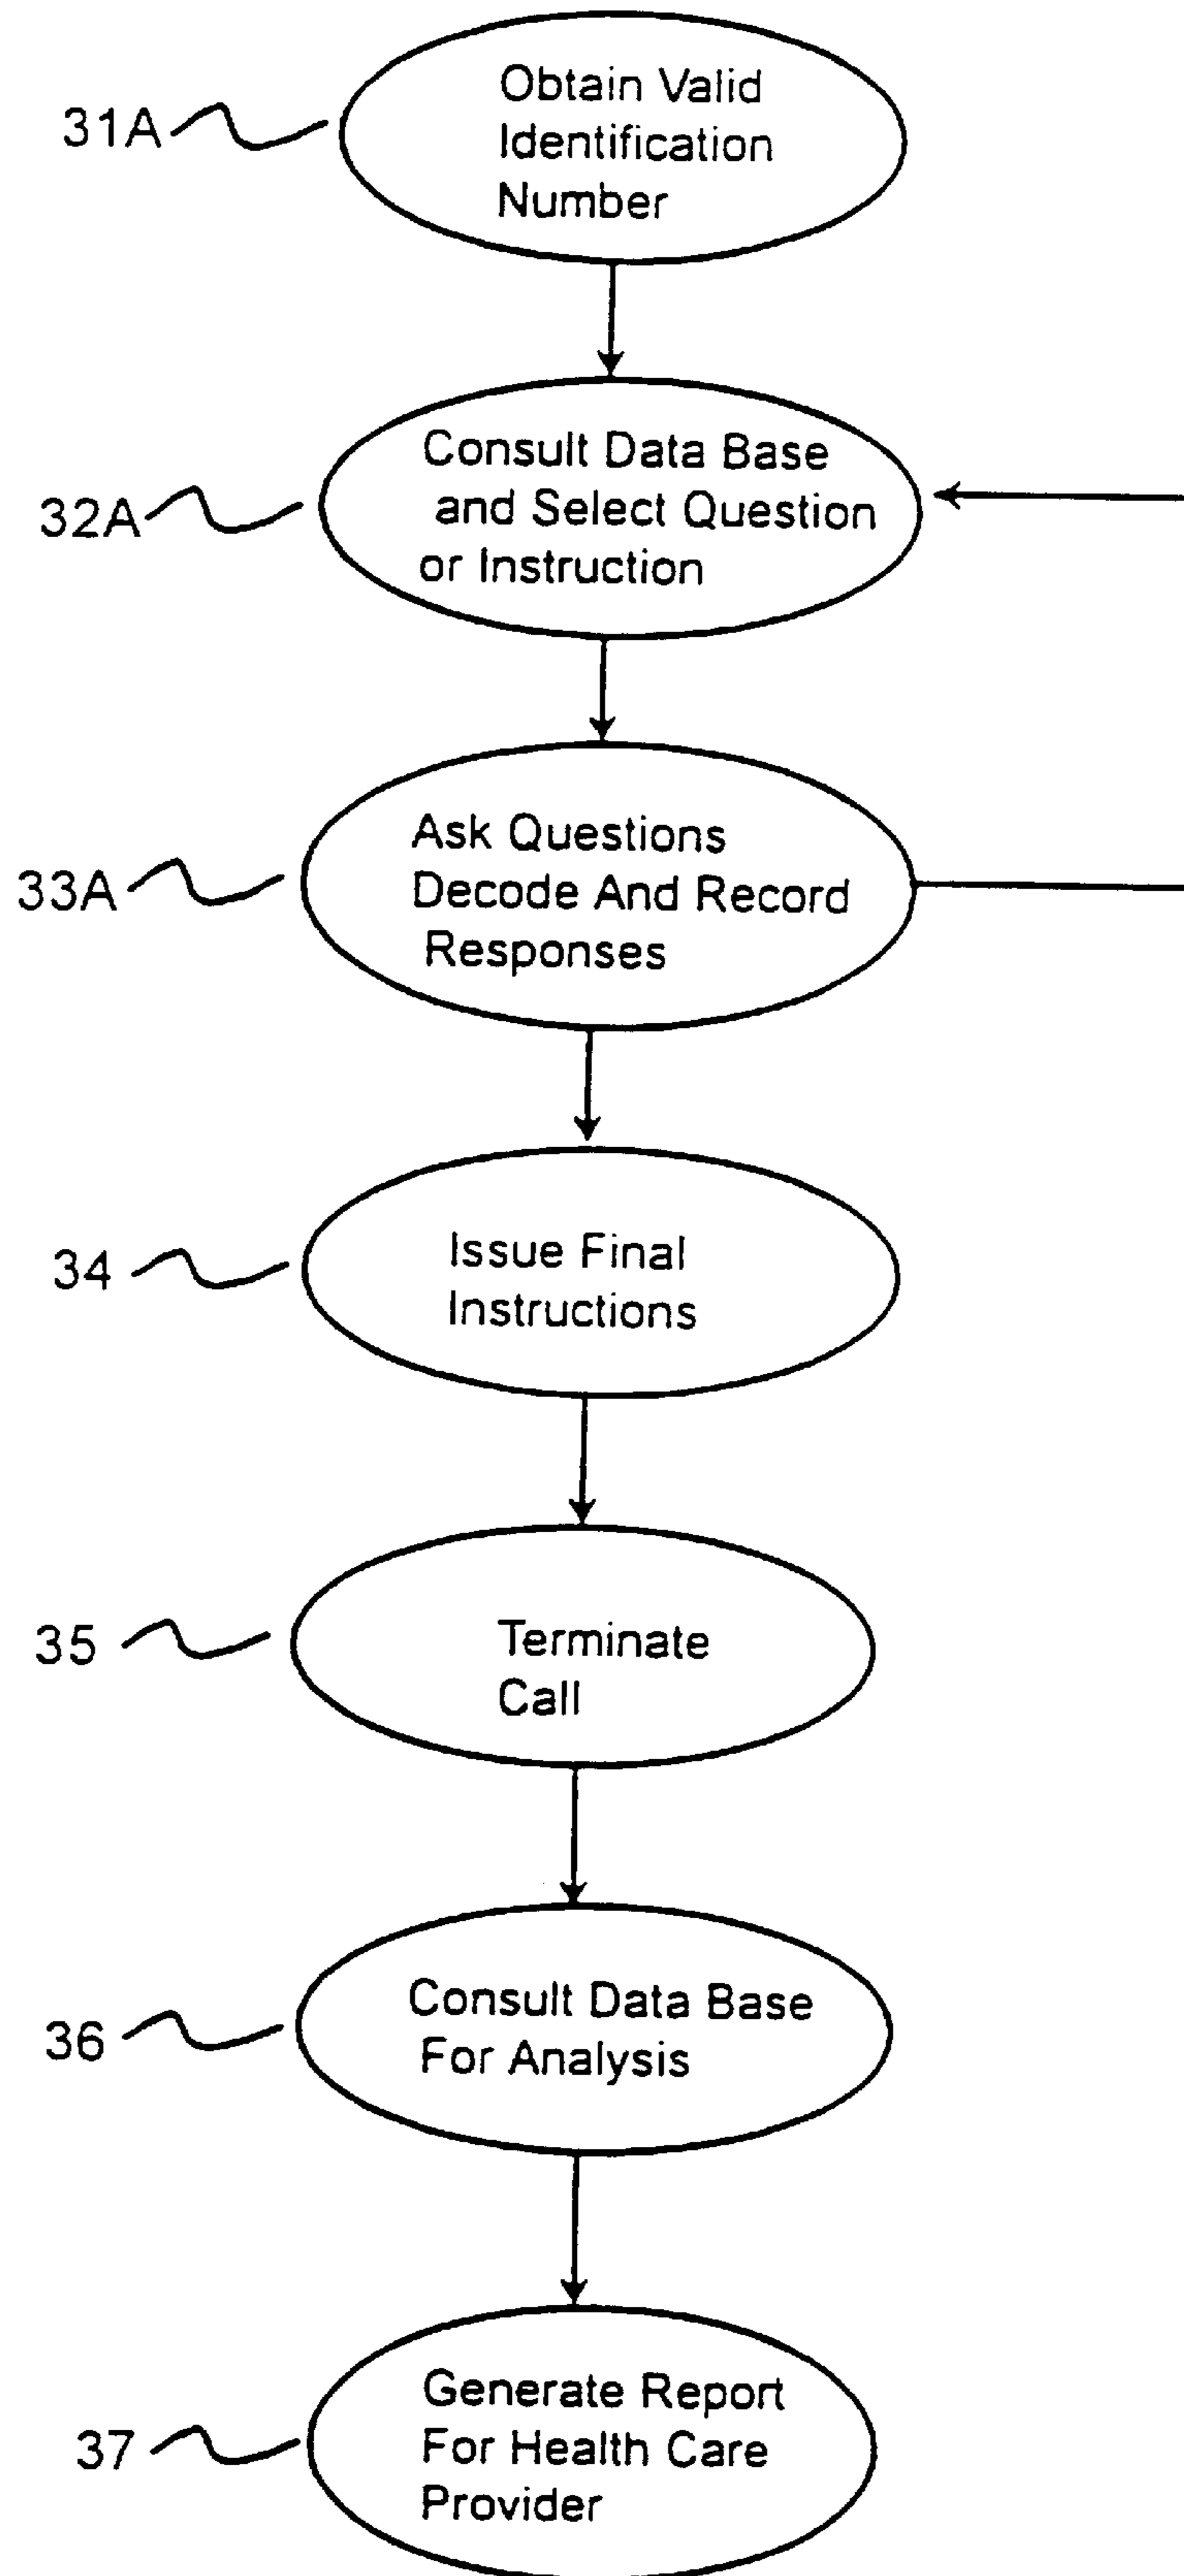 Obtain Valid
31A
Identification
Number
Consult Data Base
32A
and Select Question
or Instruction
Ask Questions
33A
Decode And Record
Responses
34
Issue Final
Instructions
35
Terminate
Call
36
Consult Data Base
For Analysis
Generate Report
37
For Health Care
Provider